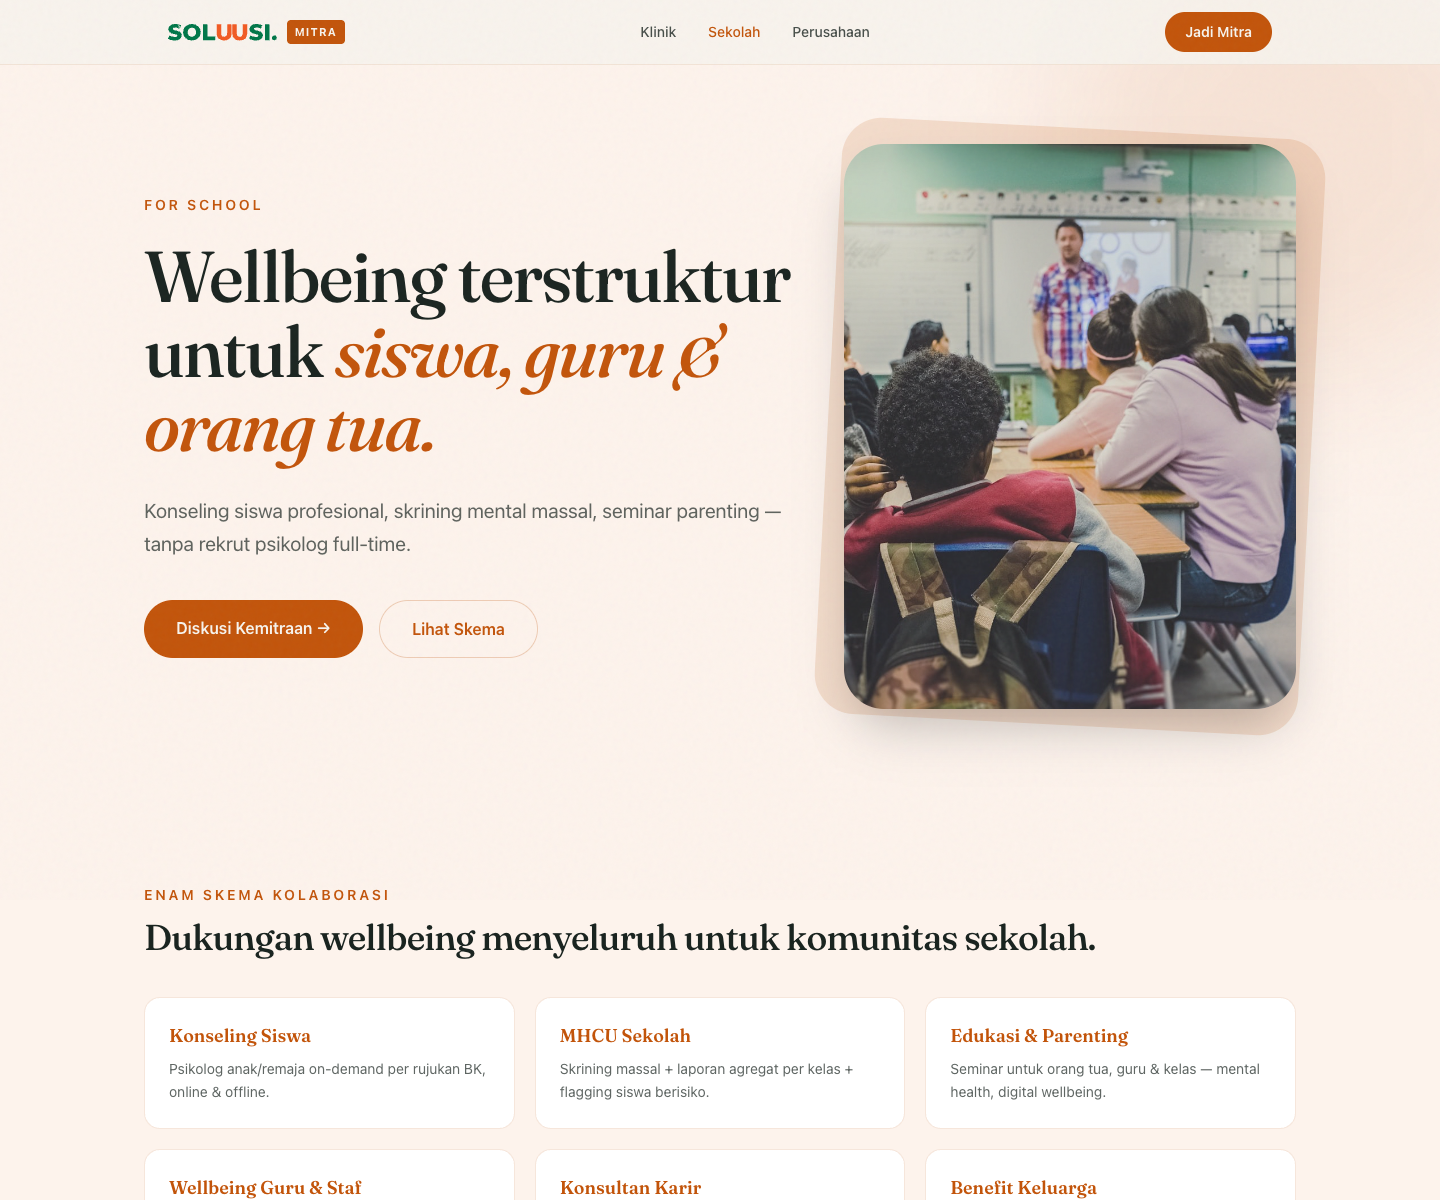 SOLUUSI. MITRA
Klinik
Sekolah
Perusahaan
Jadi Mitra
FOR SCHOOL
Wellbeing terstruktur
untuk siswa, guru &
orang tua.
Konseling siswa profesional, skrining mental massal, seminar parenting —
tanpa rekrut psikolog full-time.
Diskusi Kemitraan →
Lihat Skema
ENAM SKEMA KOLABORASI
Dukungan wellbeing menyeluruh untuk komunitas sekolah.
Konseling Siswa
Psikolog anak/remaja on-demand per rujukan BK,
online & offline.
MHCU Sekolah
Skrining massal + laporan agregat per kelas +
flagging siswa berisiko.
Edukasi & Parenting
Seminar untuk orang tua, guru & kelas — mental
health, digital wellbeing.
Wellbeing Guru & Staf
Konsultan Karir
Benefit Keluarga